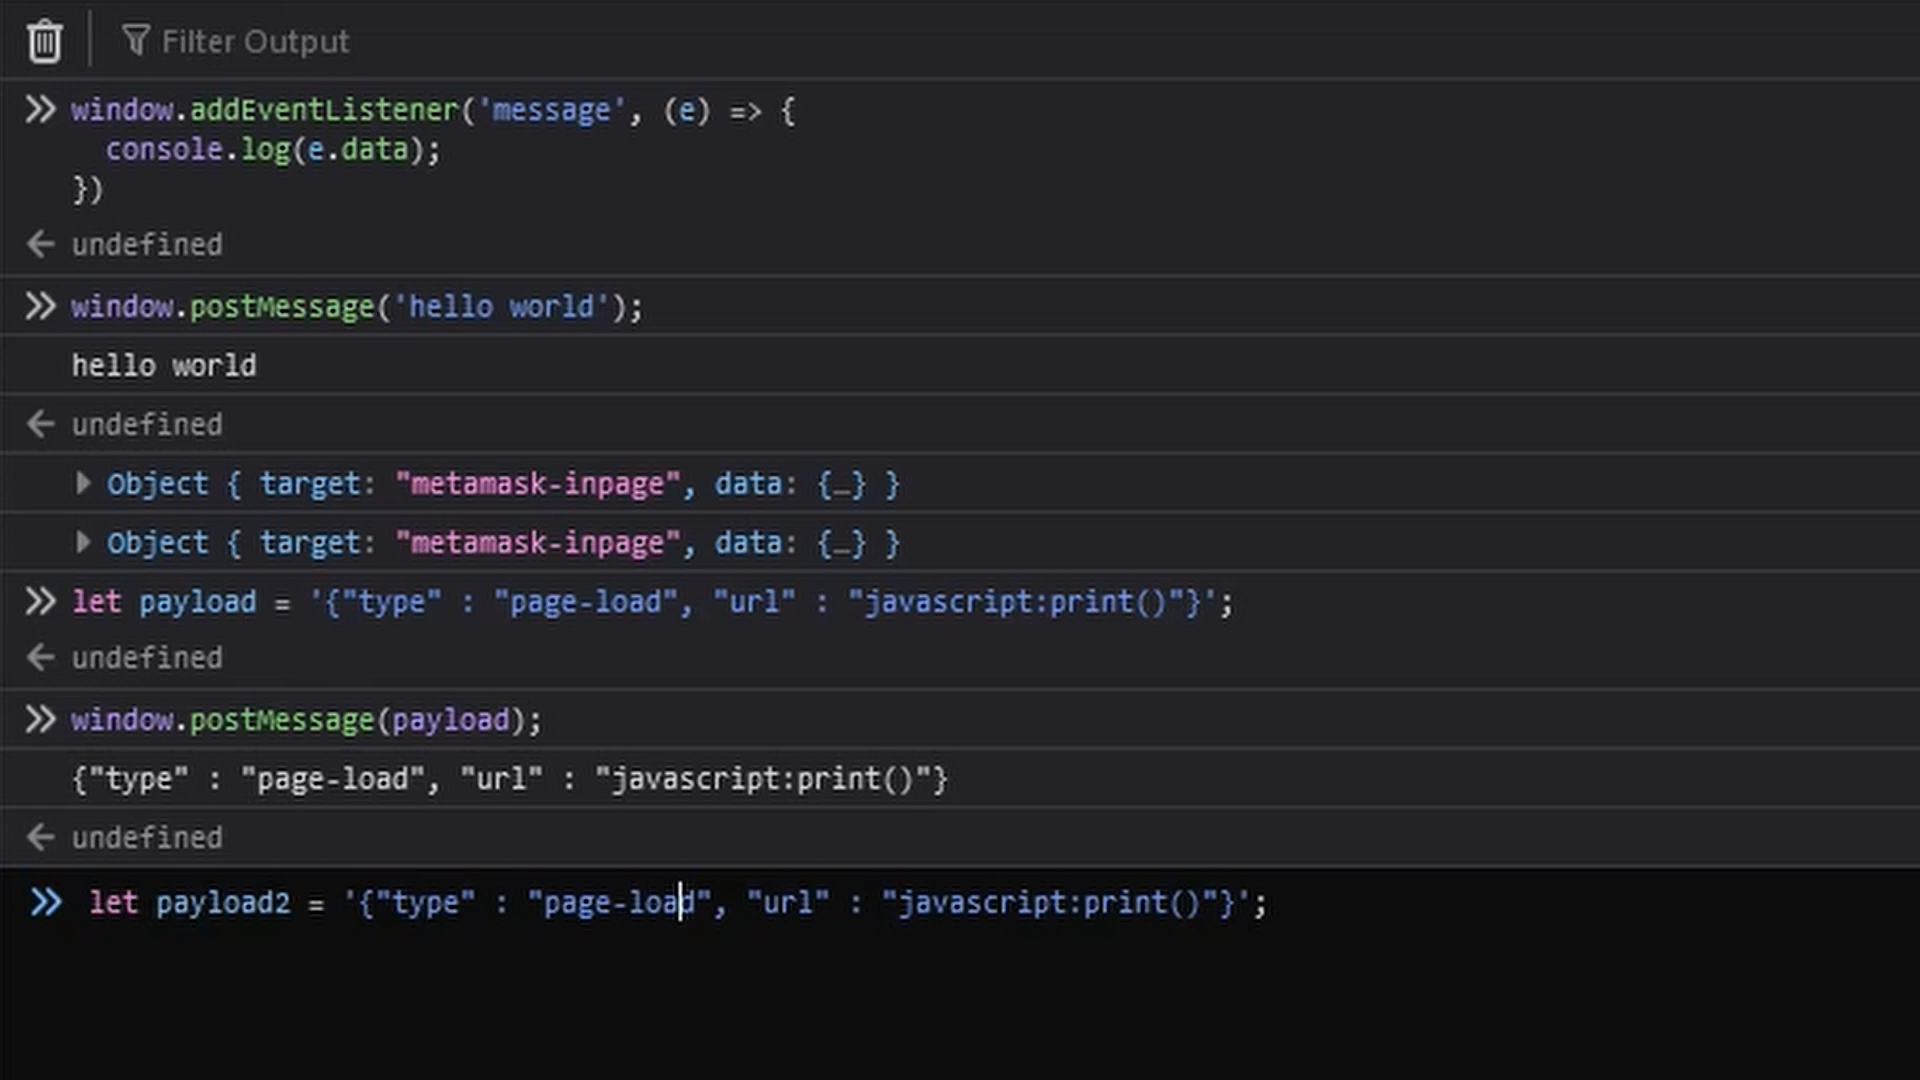 Filter Output
window.addEventListener('message', (e) => {
  console.log(e.data);
})
undefined
window.postMessage('hello world');
hello world
undefined
Object { target: "metamask-inpage", data: {…} }
Object { target: "metamask-inpage", data: {…} }
let payload = '{"type" : "page-load", "url" : "javascript:print()"}';
undefined
window.postMessage(payload);
{"type" : "page-load", "url" : "javascript:print()"}
undefined
let payload2 = '{"type" : "page-load", "url" : "javascript:print()"}';